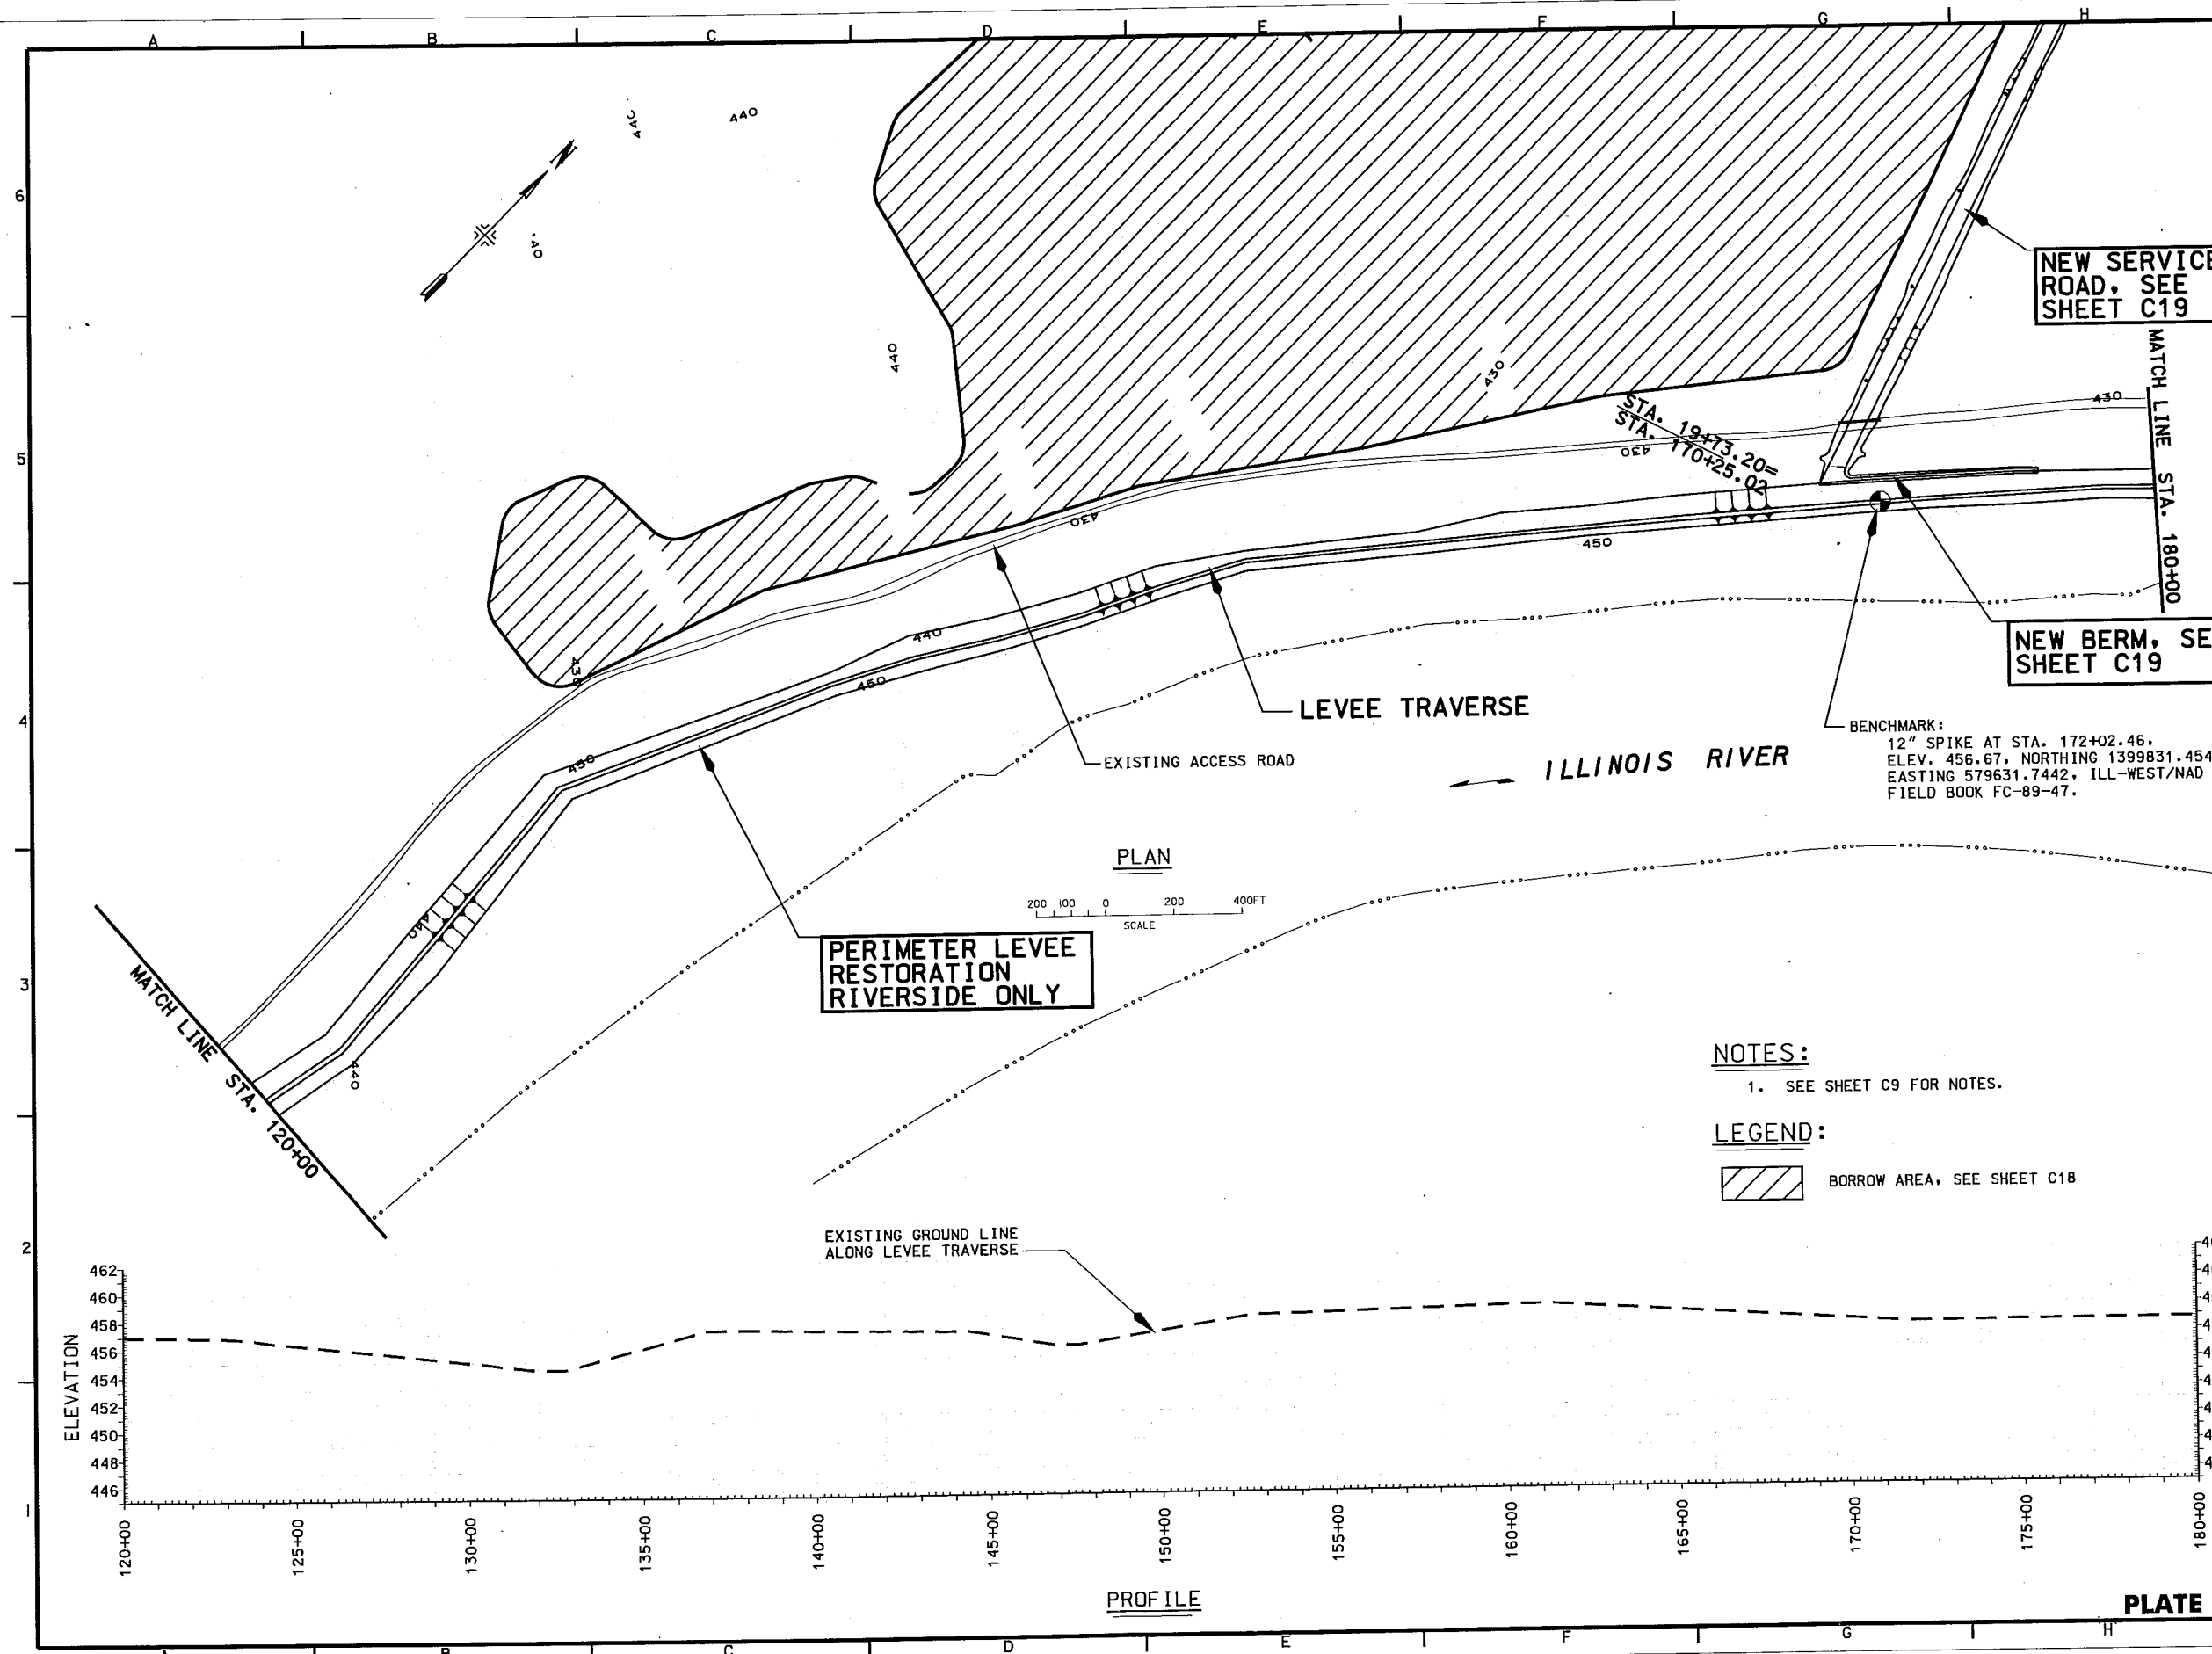 A B C D E F G H
440
440
440
440
6
NEW SERVICE
ROAD, SEE
SHEET C19
MATCH LINE STA. 180+00
430
430
STA. 19+73.20=
STA. 170+25.02
430
5
430
450
440
430
450
NEW BERM, SE
SHEET C19
4
LEVEE TRAVERSE
EXISTING ACCESS ROAD
ILLINOIS RIVER
BENCHMARK:
12" SPIKE AT STA. 172+02.46,
ELEV. 456.67, NORTHING 1399831.454
EASTING 579631.7442, ILL-WEST/NAD
FIELD BOOK FC-89-47.
450
PLAN
200 100 0 200 400FT
SCALE
440
PERIMETER LEVEE
RESTORATION
RIVERSIDE ONLY
3
MATCH LINE STA. 120+00
440
NOTES:
1. SEE SHEET C9 FOR NOTES.
LEGEND:
BORROW AREA, SEE SHEET C18
2
EXISTING GROUND LINE
ALONG LEVEE TRAVERSE
ELEVATION
462
460
458
456
454
452
450
448
446
1
120+00 125+00 130+00 135+00 140+00 145+00 150+00 155+00 160+00 165+00 170+00 175+00 180+00
PROFILE
PLATE
B C D E F G H